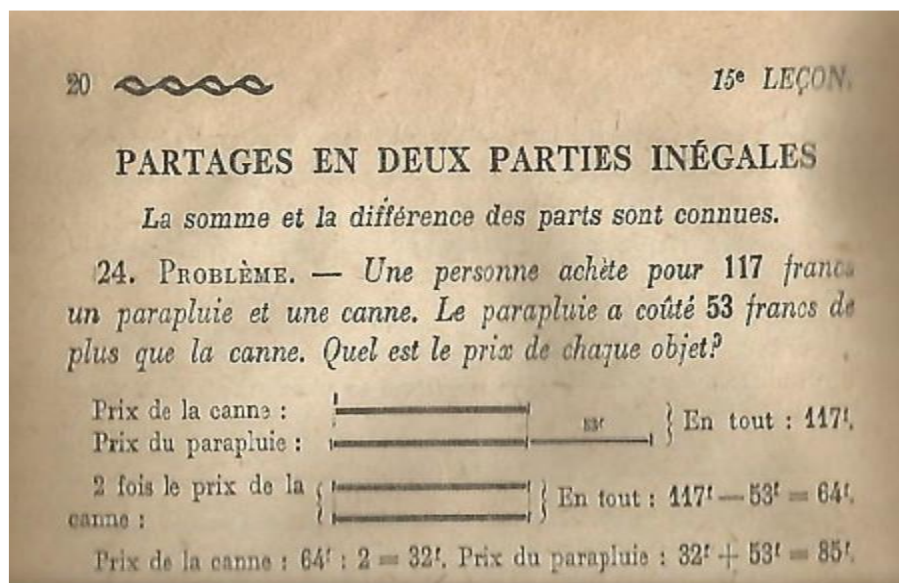 20 15e LEÇON.
PARTAGES EN DEUX PARTIES INÉGALES
La somme et la différence des parts sont connues.
24. PROBLÈME. — Une personne achète pour 117 francs
un parapluie et une canne. Le parapluie a coûté 53 francs de
plus que la canne. Quel est le prix de chaque objet?
Prix de la canne :
Prix du parapluie : 53f } En tout : 117f.
2 fois le prix de la
canne : { } En tout : 117f — 53f = 64f.
Prix de la canne : 64f : 2 = 32f. Prix du parapluie : 32f + 53f = 85f.